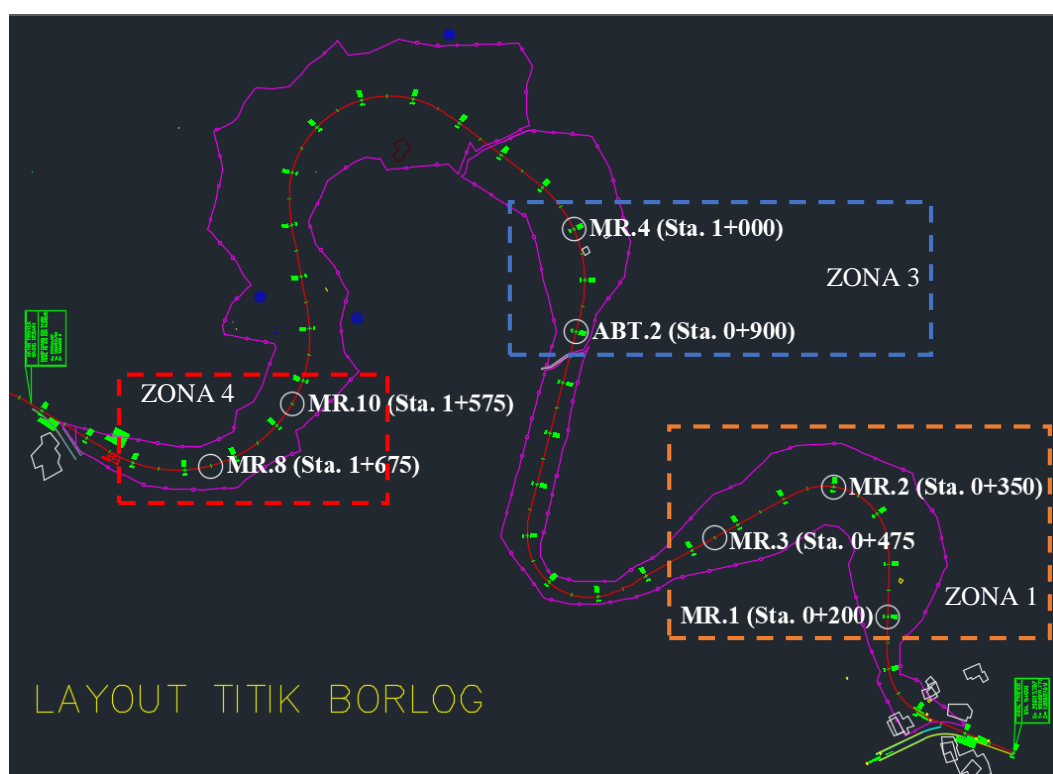 MR.4 (Sta. 1+000)
ZONA 3
ABT.2 (Sta. 0+900)
ZONA 4
MR.10 (Sta. 1+575)
MR.8 (Sta. 1+675)
MR.2 (Sta. 0+350)
MR.3 (Sta. 0+475
ZONA 1
MR.1 (Sta. 0+200)
LAYOUT TITIK BORLOG